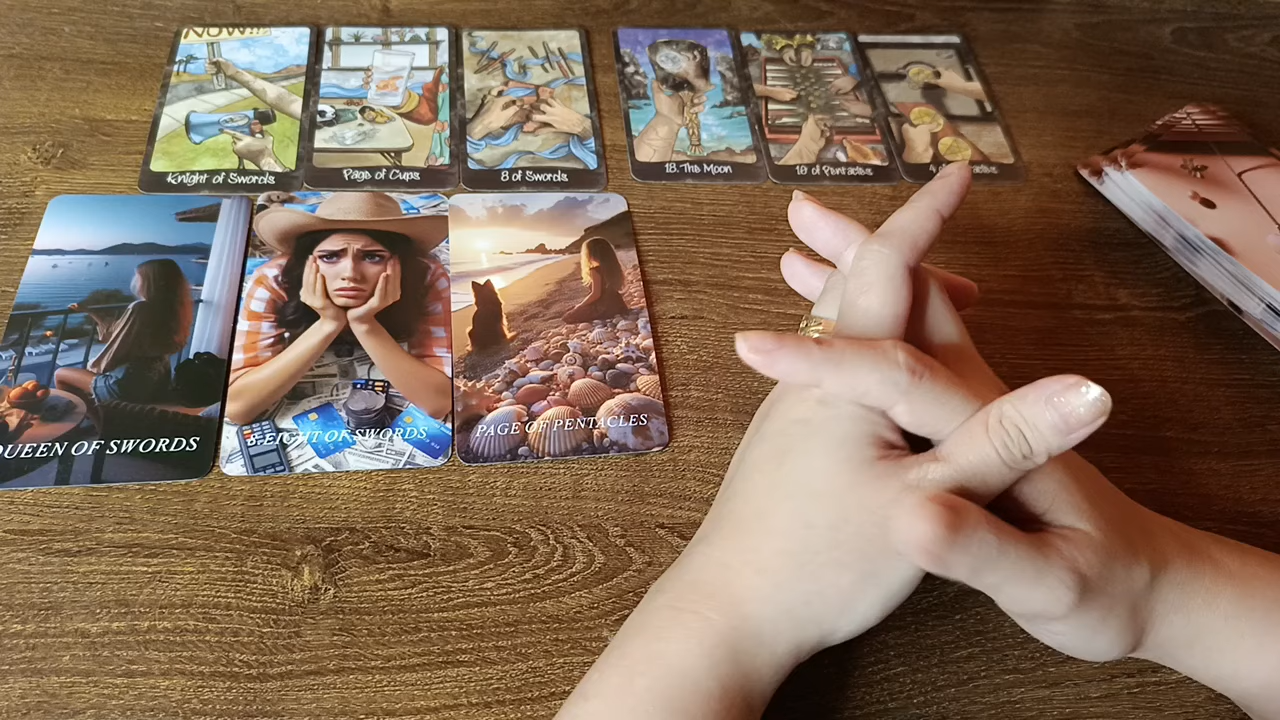 NOW!!
Knight of Swords
Page of Cups
8 of Swords
18. The Moon
10 of Pentacles
QUEEN OF SWORDS
EIGHT OF SWORDS
PAGE OF PENTACLES